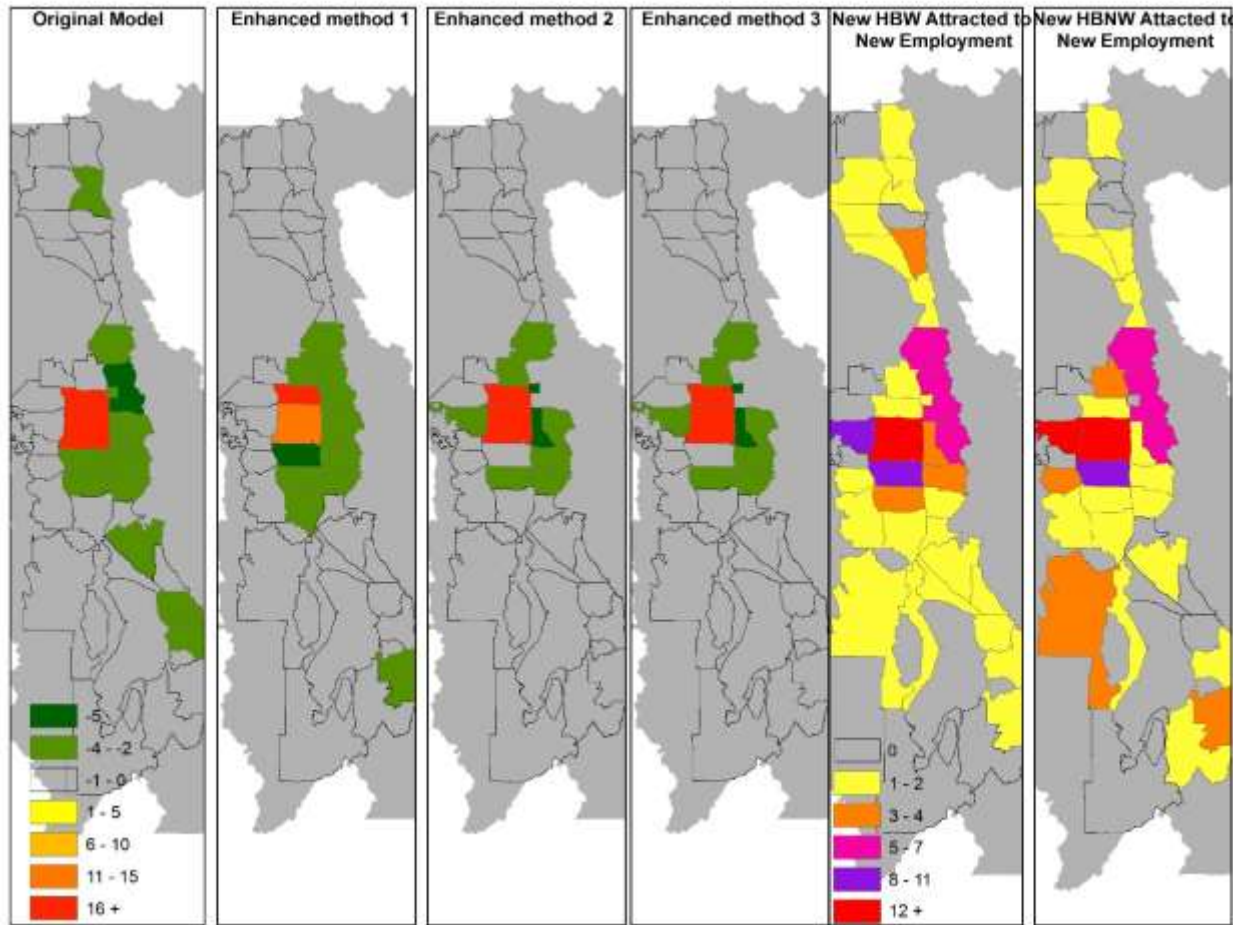 Original Model
Enhanced method 1
Enhanced method 2
Enhanced method 3
New HBW Attracted to
New Employment
New HBNW Attacted to
New Employment
-5
-4 - -2
-1 - 0
1 - 5
6 - 10
11 - 15
16 +
0
1 - 2
3 - 4
5 - 7
8 - 11
12 +